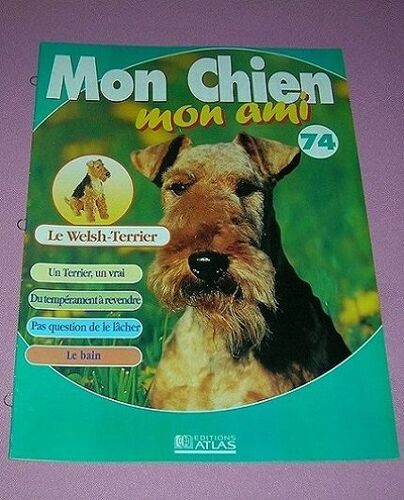 Mon Chien
mon ami
74
Le Welsh-Terrier
Un Terrier, un vrai
Du tempérament à revendre
Pas question de le lâcher
Le bain
EDITIONS
ATLAS